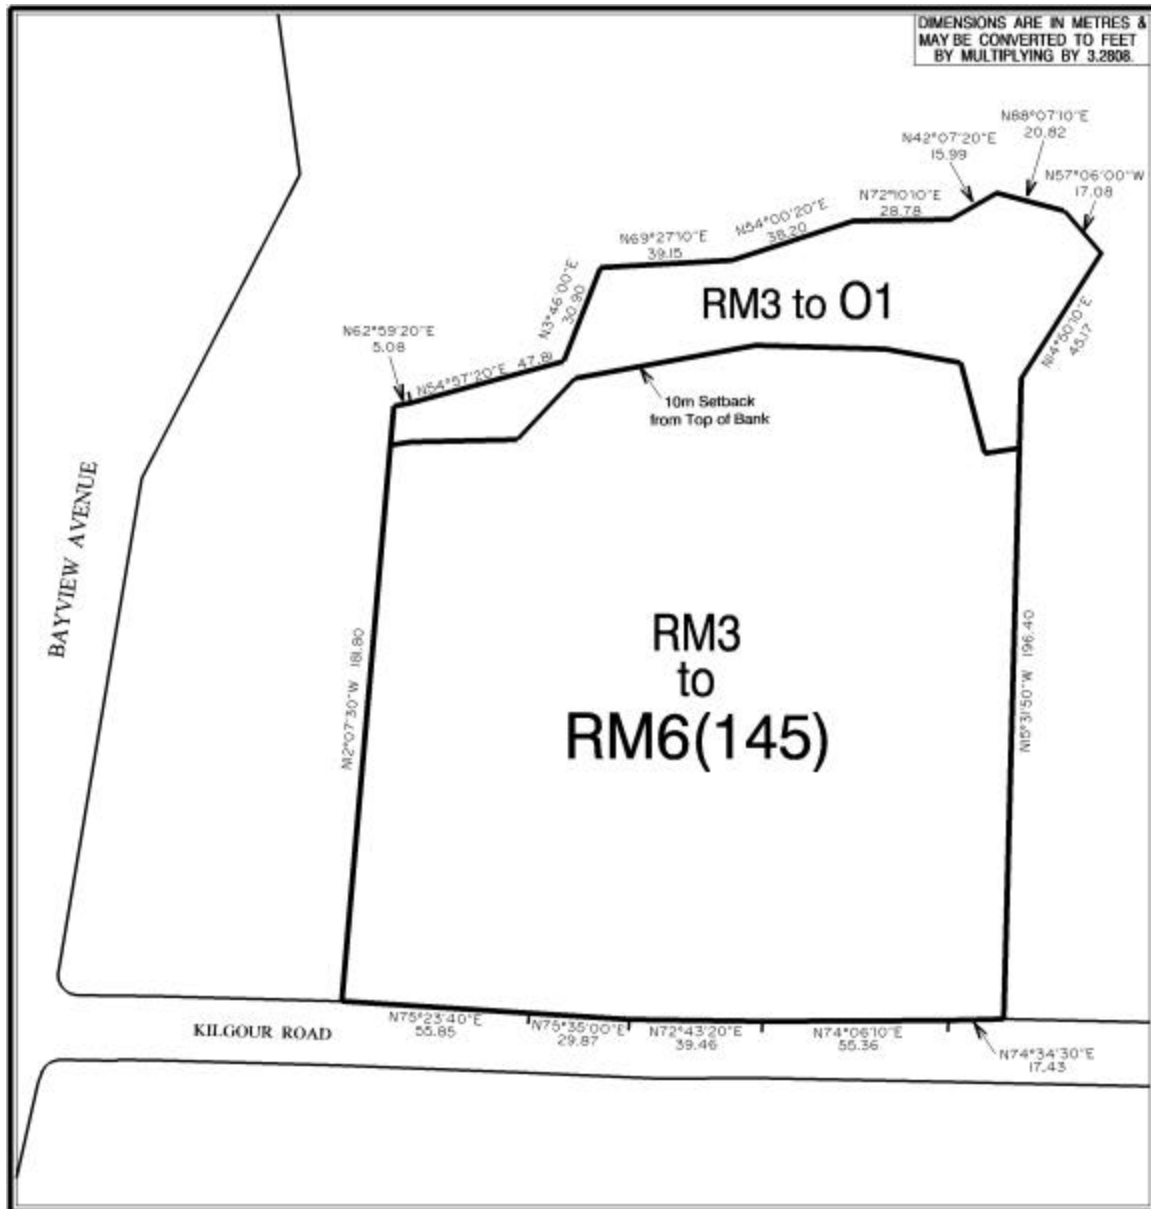 DIMENSIONS ARE IN METRES &
MAY BE CONVERTED TO FEET
BY MULTIPLYING BY 3.2808.
N88°07'10"E
20.82
N42°07'20"E
15.99
N57°06'00"W
17.08
N72°10'10"E
28.78
N54°00'20"E
38.20
N69°27'10"E
39.15
N3°46'00"E
30.90
RM3 to O1
N62°59'20"E
5.08
N54°57'20"E 47.81
N14°50'10"E
45.17
10m Setback
from Top of Bank
BAYVIEW AVENUE
RM3
to
RM6(145)
N12°07'30"W 181.80
N15°31'50"W 196.40
KILGOUR ROAD
N75°23'40"E
55.85
N75°35'00"E
29.87
N72°43'20"E
39.46
N74°06'10"E
55.36
N74°34'30"E
17.43